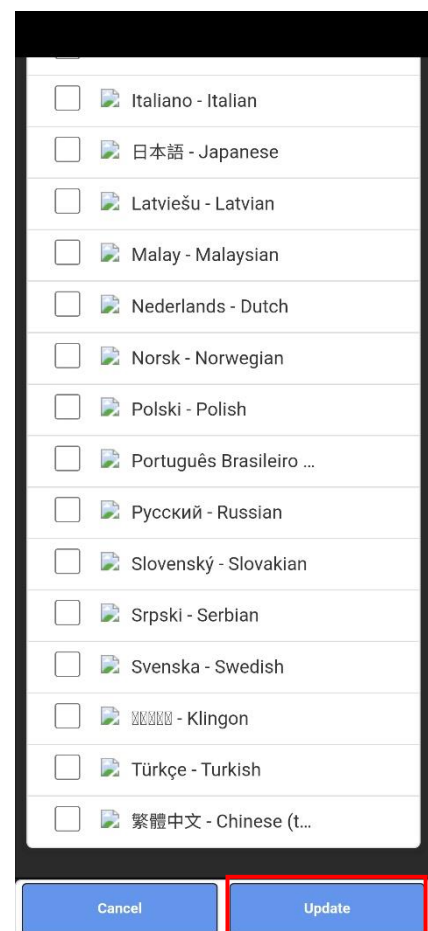 Italiano - Italian
日本語 - Japanese
Latviešu - Latvian
Malay - Malaysian
Nederlands - Dutch
Norsk - Norwegian
Polski - Polish
Português Brasileiro ...
Русский - Russian
Slovenský - Slovakian
Srpski - Serbian
Svenska - Swedish
- Klingon
Türkçe - Turkish
繁體中文 - Chinese (t...
Cancel
Update